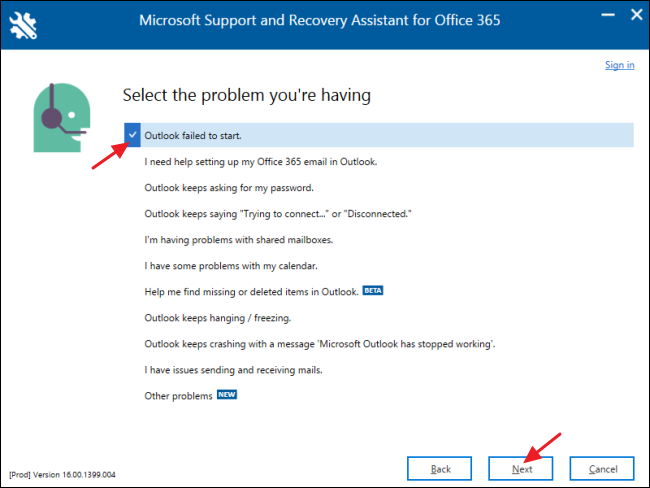 Microsoft Support and Recovery Assistant for Office 365
Sign in
Select the problem you're having
Outlook failed to start.
I need help setting up my Office 365 email in Outlook.
Outlook keeps asking for my password.
Outlook keeps saying "Trying to connect..." or "Disconnected."
I'm having problems with shared mailboxes.
I have some problems with my calendar.
Help me find missing or deleted items in Outlook. BETA
Outlook keeps hanging / freezing.
Outlook keeps crashing with a message 'Microsoft Outlook has stopped working'.
I have issues sending and receiving mails.
Other problems NEW
[Prod] Version 16.00.1399.004
Back Next Cancel